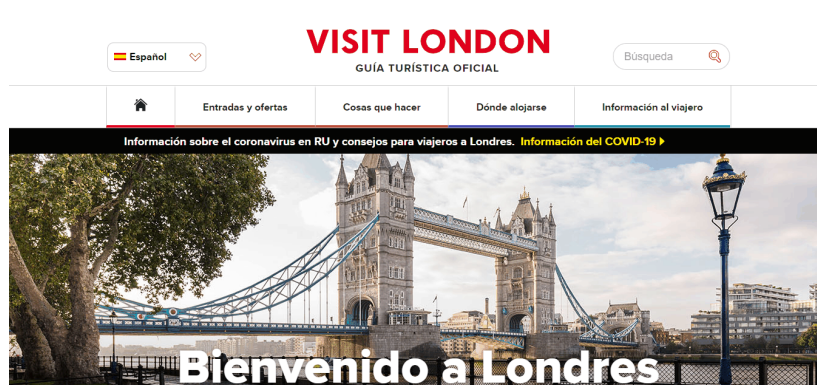 Español
VISIT LONDON
GUÍA TURÍSTICA OFICIAL
Búsqueda
Entradas y ofertas
Cosas que hacer
Dónde alojarse
Información al viajero
Información sobre el coronavirus en RU y consejos para viajeros a Londres. Información del COVID-19
Bienvenido a Londres